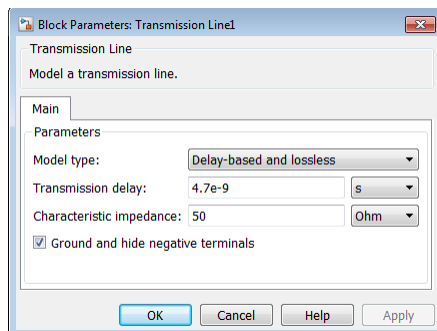 Block Parameters: Transmission Line1
Transmission Line
Model a transmission line.
Main
Parameters
Model type: Delay-based and lossless
Transmission delay: 4.7e-9 s
Characteristic impedance: 50 Ohm
Ground and hide negative terminals
OK Cancel Help Apply